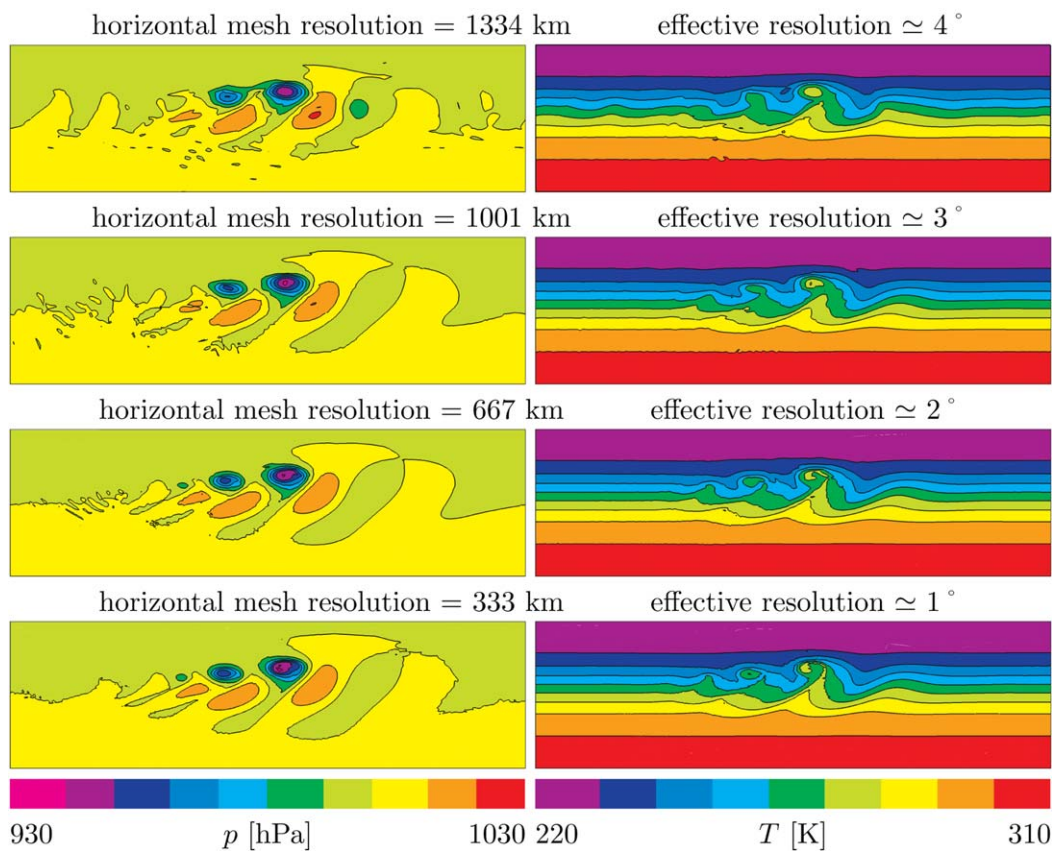 horizontal mesh resolution = 1334 km effective resolution ≃ 4°
horizontal mesh resolution = 1001 km effective resolution ≃ 3°
horizontal mesh resolution = 667 km effective resolution ≃ 2°
horizontal mesh resolution = 333 km effective resolution ≃ 1°
930 p [hPa] 1030 220 T [K] 310